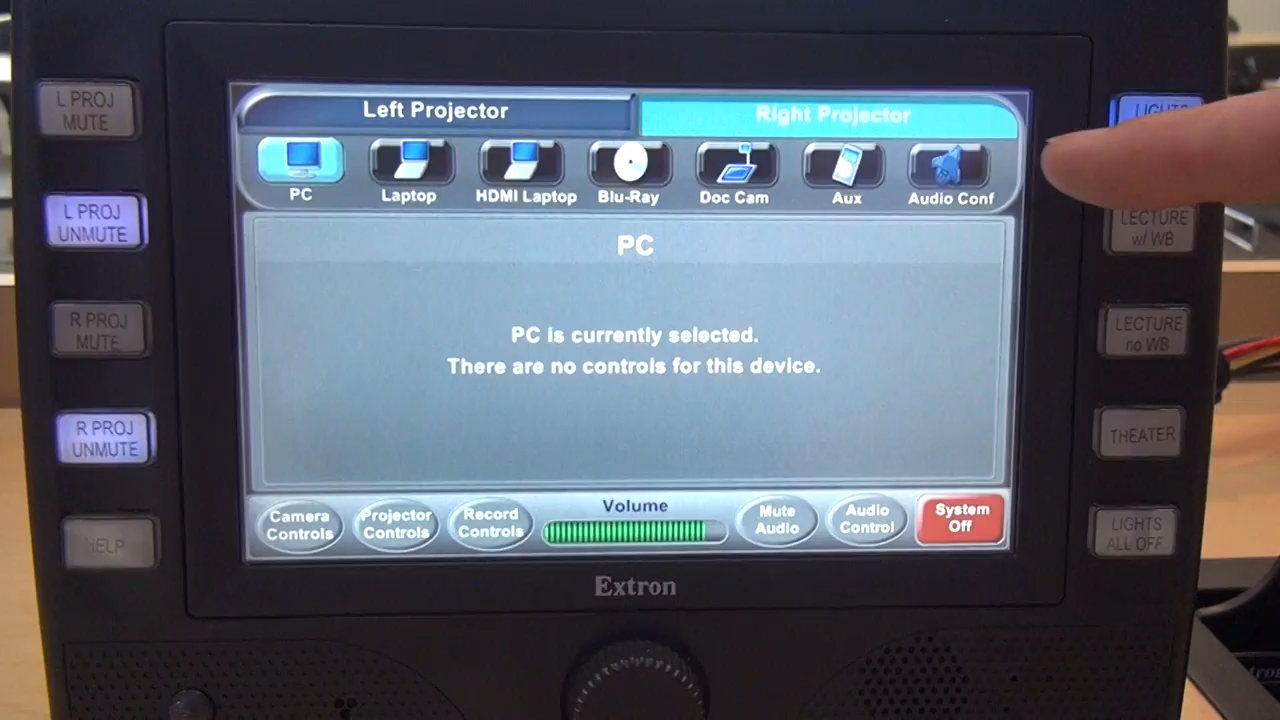 L PROJ
MUTE
L PROJ
UNMUTE
R PROJ
MUTE
R PROJ
UNMUTE
HELP
Left Projector
Right Projector
PC
Laptop
HDMI Laptop
Blu-Ray
Doc Cam
Aux
Audio Conf
PC
PC is currently selected.
There are no controls for this device.
Camera
Controls
Projector
Controls
Record
Controls
Volume
Mute
Audio
Audio
Control
System
Off
Extron
LIGHTS
LECTURE
w/ WB
LECTURE
no WB
THEATER
LIGHTS
ALL OFF